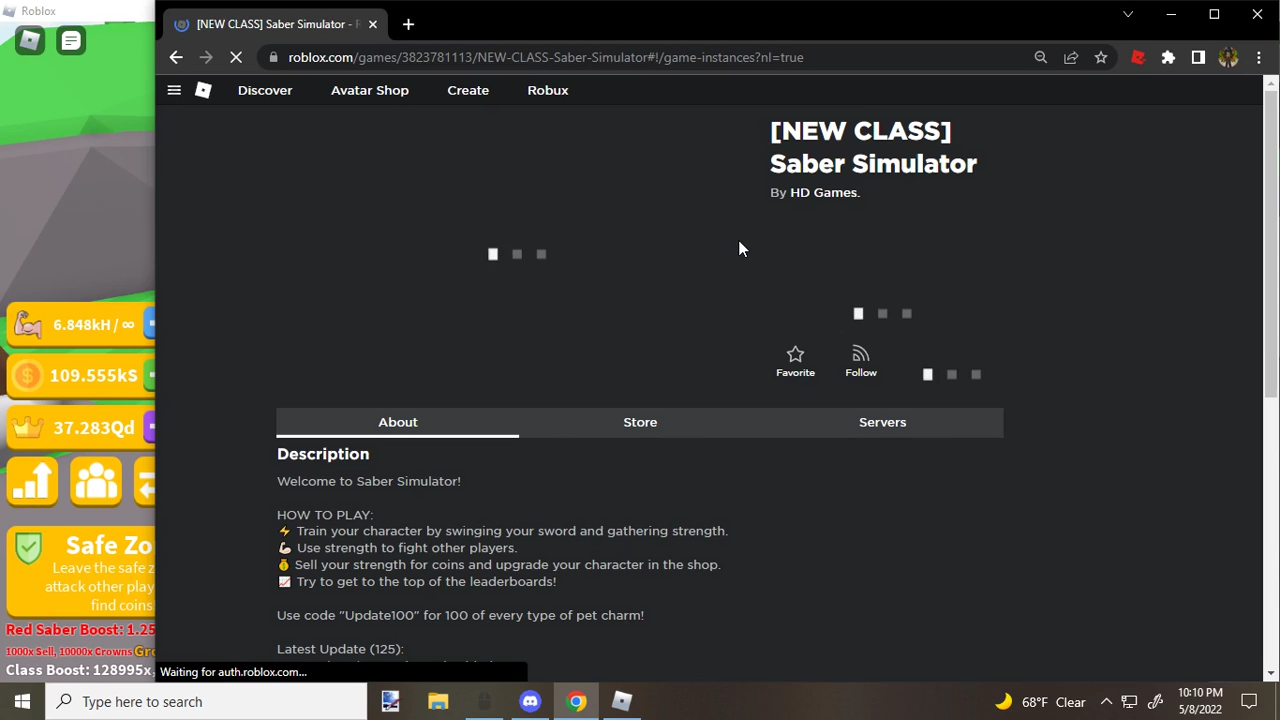 Roblox
[NEW CLASS] Saber Simulator - R
roblox.com/games/3823781113/NEW-CLASS-Saber-Simulator#!/game-instances?nl=true
Discover
Avatar Shop
Create
Robux
[NEW CLASS]
Saber Simulator
By HD Games.
Favorite
Follow
About
Store
Servers
Description
Welcome to Saber Simulator!
HOW TO PLAY:
⚡ Train your character by swinging your sword and gathering strength.
💪 Use strength to fight other players.
💰 Sell your strength for coins and upgrade your character in the shop.
📈 Try to get to the top of the leaderboards!
Use code "Update100" for 100 of every type of pet charm!
Latest Update (125):
6.848kH / ∞
109.555kS
37.283Qd
Safe Zo
Leave the safe z
attack other play
find coins
Red Saber Boost: 1.25
1000x Sell, 10000x Crowns Gro
Class Boost: 128995x,
Waiting for auth.roblox.com...
Type here to search
68°F Clear
10:10 PM
5/8/2022